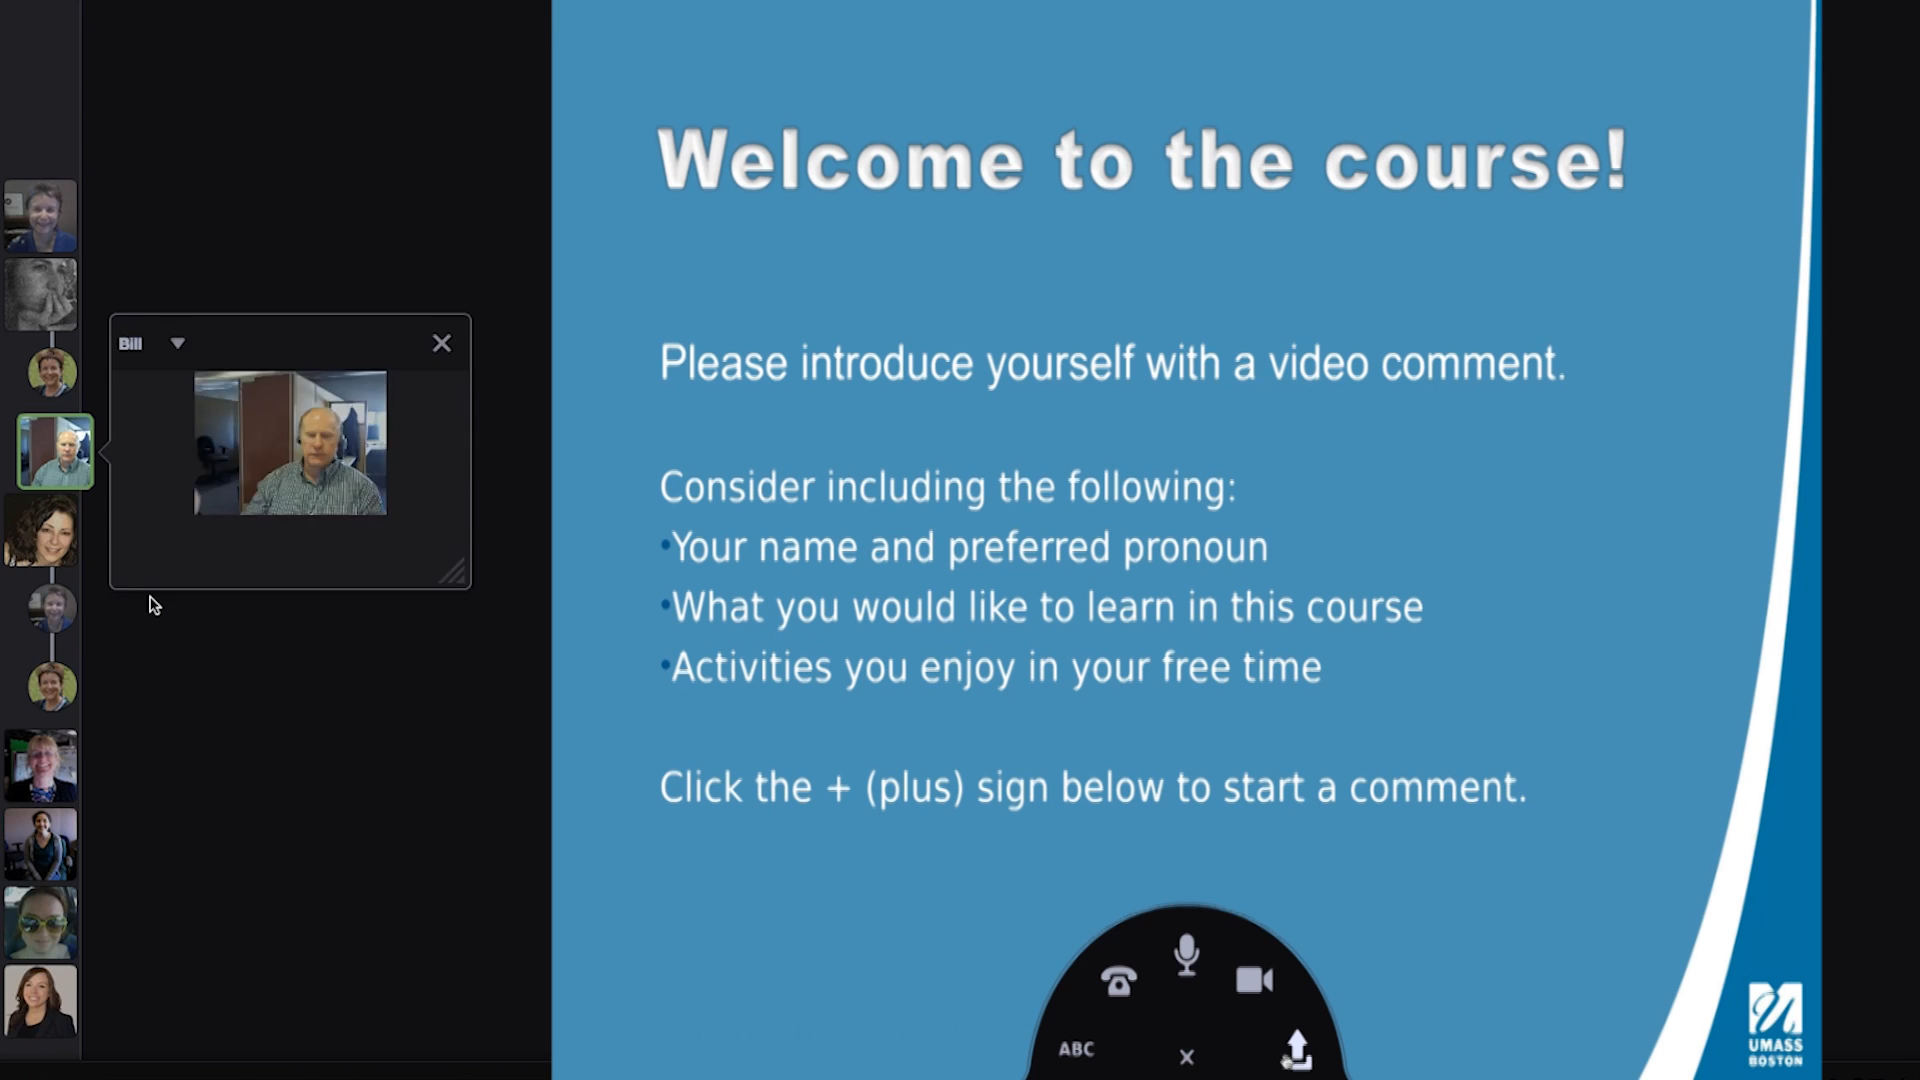 Welcome to the course!
Bill
Please introduce yourself with a video comment.
Consider including the following:
•Your name and preferred pronoun
•What you would like to learn in this course
•Activities you enjoy in your free time
Click the + (plus) sign below to start a comment.
ABC
UMASS
BOSTON